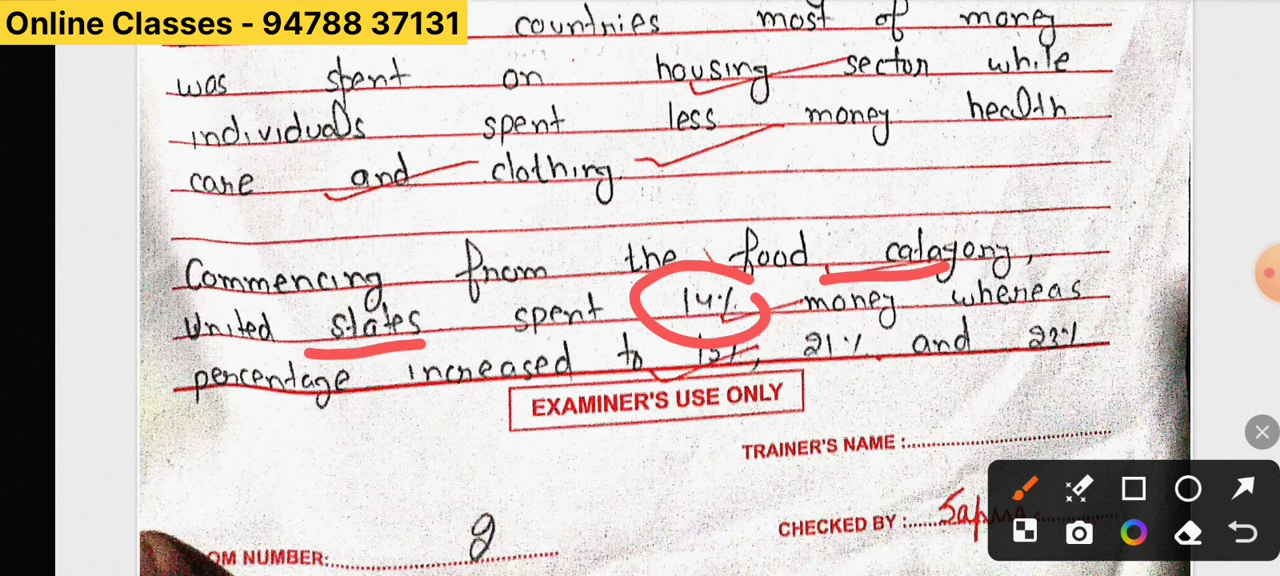 Online Classes - 94788 37131
countries most of money
was spent on housing sector while
individuals spent less money health
care and clothing.
Commencing from the food catagory,
United states spent 14% money whereas
percentage increased to 15%, 21% and 23%
EXAMINER'S USE ONLY
TRAINER'S NAME :
CHECKED BY :
OM NUMBER: 9